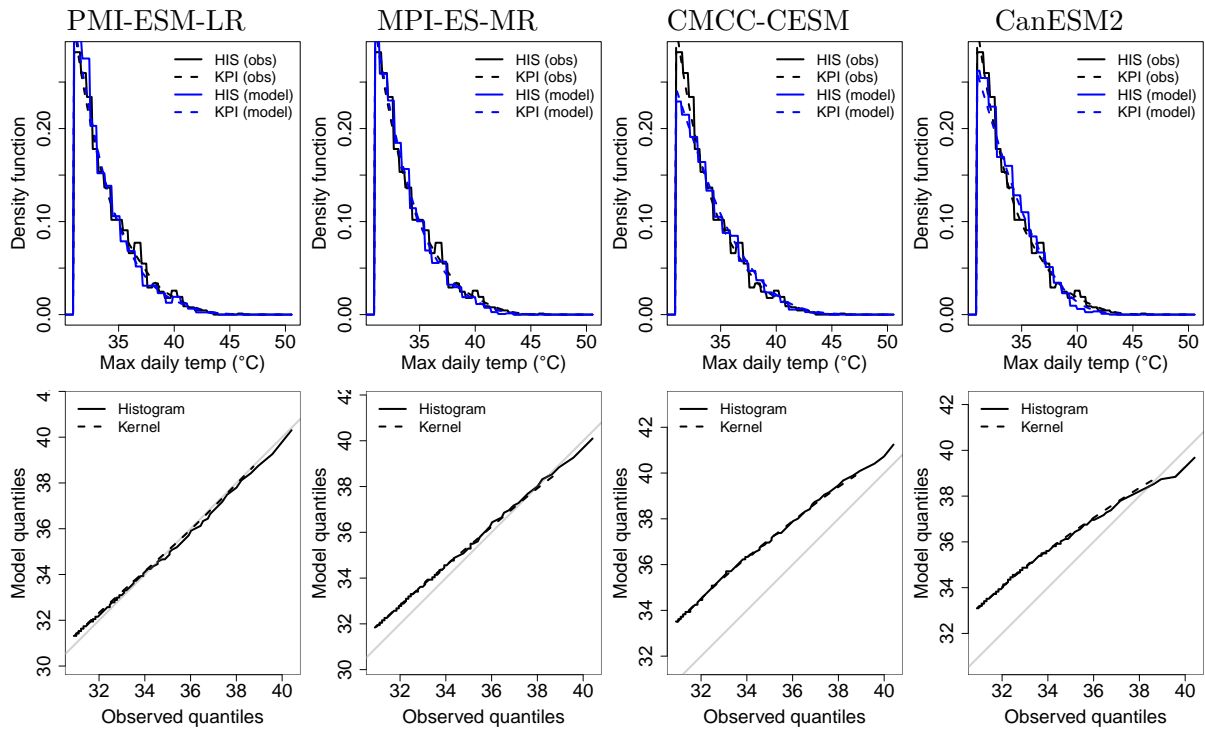 PMI-ESM-LR MPI-ES-MR CMCC-CESM CanESM2
HIS (obs)
KPI (obs)
HIS (model)
KPI (model)
Density function
0.00 0.10 0.20
35 40 45 50
Max daily temp (°C)
HIS (obs)
KPI (obs)
HIS (model)
KPI (model)
Density function
0.00 0.10 0.20
35 40 45 50
Max daily temp (°C)
HIS (obs)
KPI (obs)
HIS (model)
KPI (model)
Density function
0.00 0.10 0.20
35 40 45 50
Max daily temp (°C)
HIS (obs)
KPI (obs)
HIS (model)
KPI (model)
Density function
0.00 0.10 0.20
35 40 45 50
Max daily temp (°C)
Histogram
Kernel
Model quantiles
30 32 34 36 38 40
32 34 36 38 40
Observed quantiles
Histogram
Kernel
Model quantiles
30 32 34 36 38 40 42
32 34 36 38 40
Observed quantiles
Histogram
Kernel
Model quantiles
32 34 36 38 40 42
32 34 36 38 40
Observed quantiles
Histogram
Kernel
Model quantiles
32 34 36 38 40 42
32 34 36 38 40
Observed quantiles